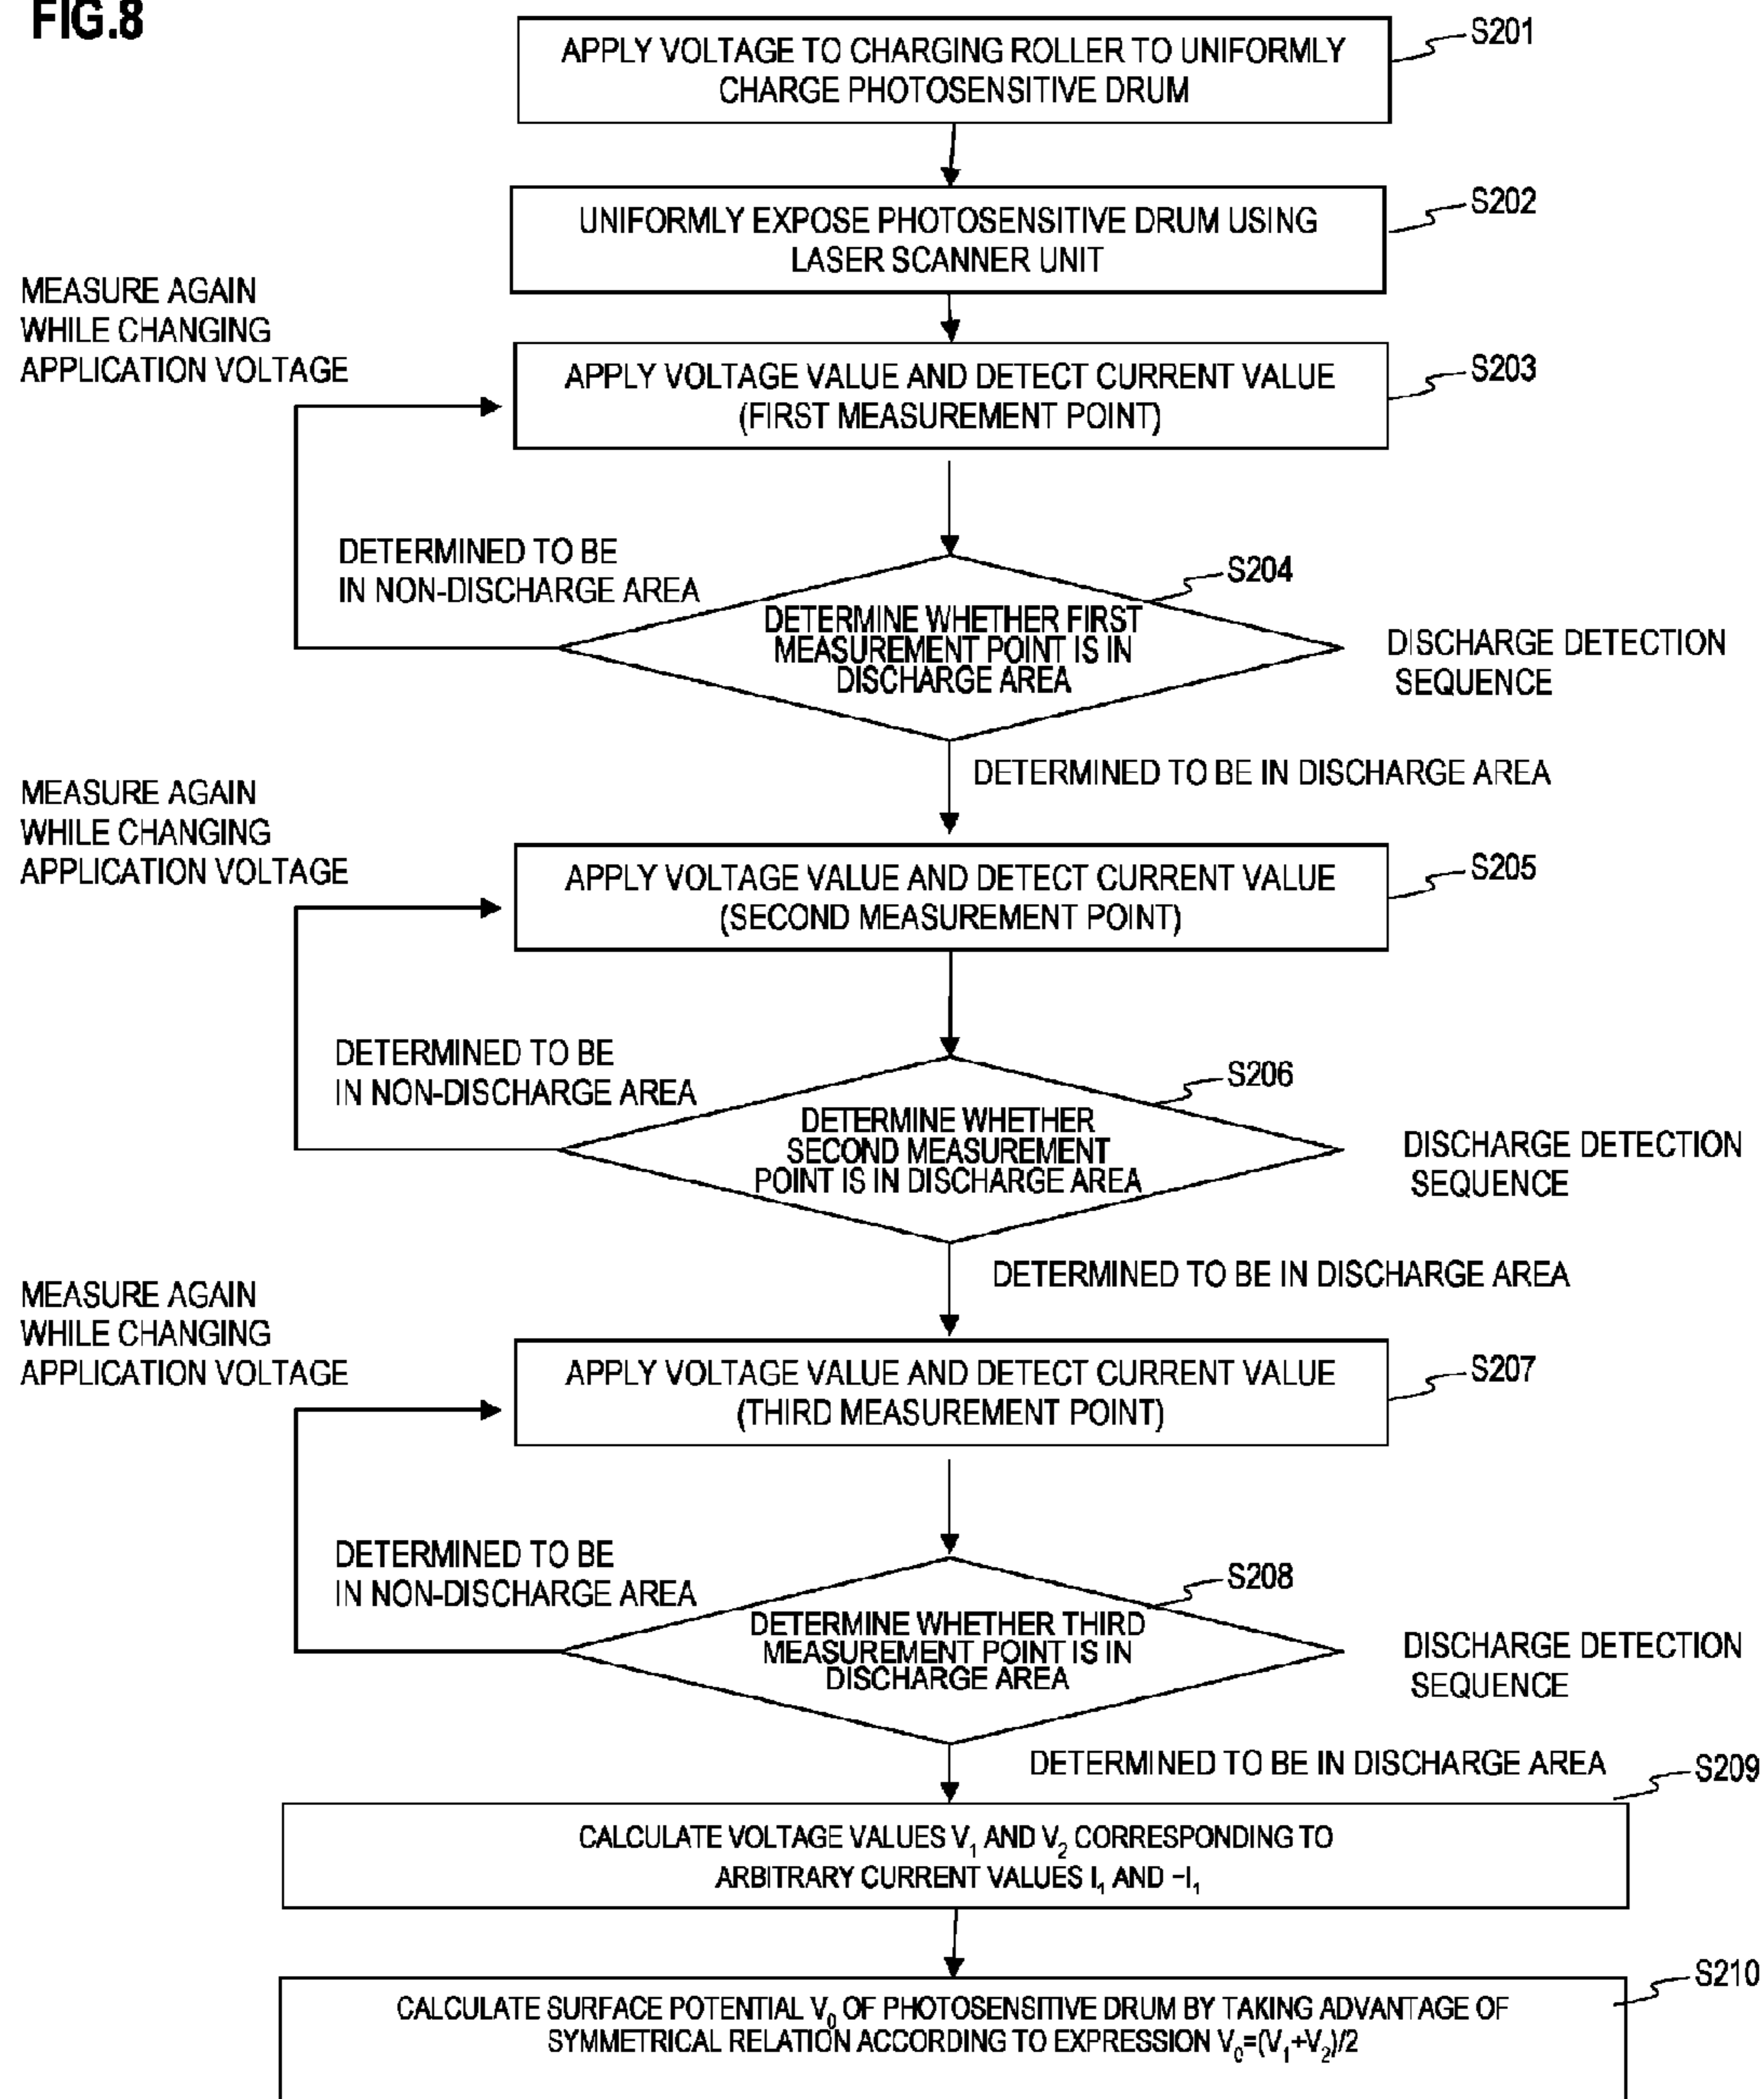 FIG.8
APPLY VOLTAGE TO CHARGING ROLLER TO UNIFORMLY
CHARGE PHOTOSENSITIVE DRUM
S201
UNIFORMLY EXPOSE PHOTOSENSITIVE DRUM USING
LASER SCANNER UNIT
S202
MEASURE AGAIN
WHILE CHANGING
APPLICATION VOLTAGE
APPLY VOLTAGE VALUE AND DETECT CURRENT VALUE
(FIRST MEASUREMENT POINT)
S203
DETERMINED TO BE
IN NON-DISCHARGE AREA
S204
DETERMINE WHETHER FIRST
MEASUREMENT POINT IS IN
DISCHARGE AREA
DISCHARGE DETECTION
SEQUENCE
DETERMINED TO BE IN DISCHARGE AREA
MEASURE AGAIN
WHILE CHANGING
APPLICATION VOLTAGE
APPLY VOLTAGE VALUE AND DETECT CURRENT VALUE
(SECOND MEASUREMENT POINT)
S205
DETERMINED TO BE
IN NON-DISCHARGE AREA
S206
DETERMINE WHETHER
SECOND MEASUREMENT
POINT IS IN DISCHARGE AREA
DISCHARGE DETECTION
SEQUENCE
DETERMINED TO BE IN DISCHARGE AREA
MEASURE AGAIN
WHILE CHANGING
APPLICATION VOLTAGE
APPLY VOLTAGE VALUE AND DETECT CURRENT VALUE
(THIRD MEASUREMENT POINT)
S207
DETERMINED TO BE
IN NON-DISCHARGE AREA
S208
DETERMINE WHETHER THIRD
MEASUREMENT POINT IS IN
DISCHARGE AREA
DISCHARGE DETECTION
SEQUENCE
DETERMINED TO BE IN DISCHARGE AREA
S209
CALCULATE VOLTAGE VALUES V₁ AND V₂ CORRESPONDING TO
ARBITRARY CURRENT VALUES I₁ AND −I₁
S210
CALCULATE SURFACE POTENTIAL V₀ OF PHOTOSENSITIVE DRUM BY TAKING ADVANTAGE OF
SYMMETRICAL RELATION ACCORDING TO EXPRESSION V₀=(V₁+V₂)/2